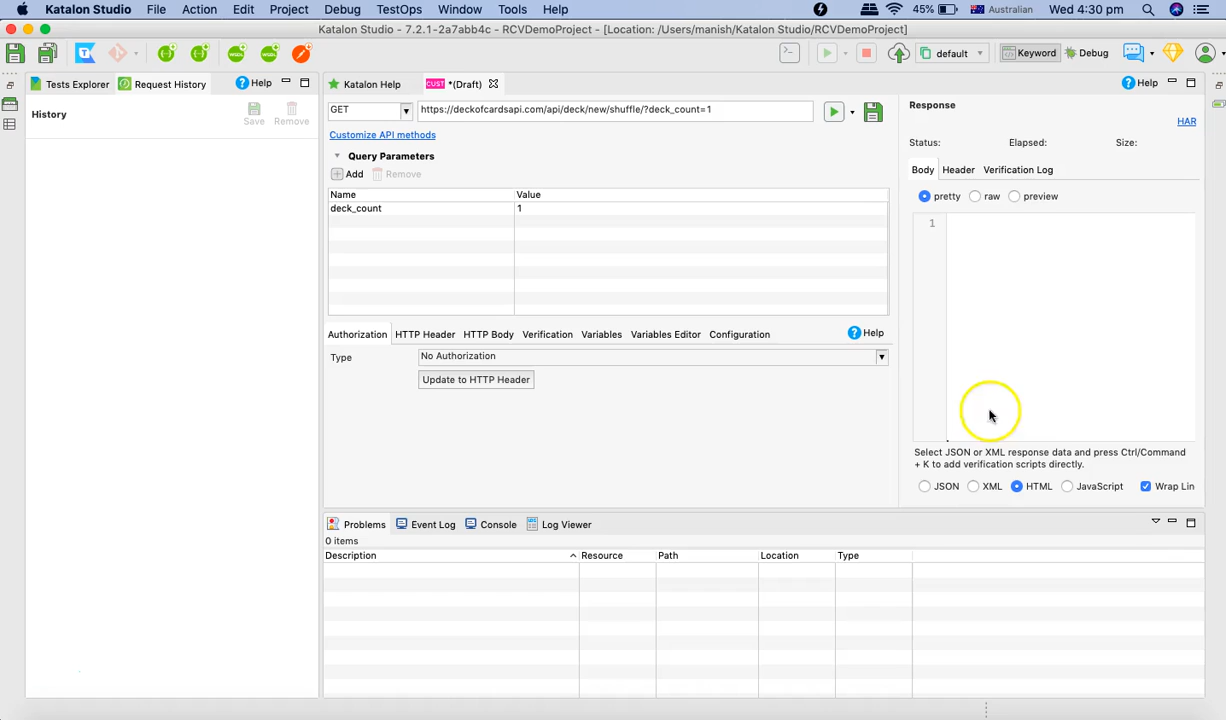 Katalon Studio File Edit View Action Project Debug TestOps Window Tools Help 45% Australian Wed 4:30 pm
Katalon Studio - 7.2.1-2a7abb4c - RCVDemoProject - [Location: /Users/manish/Katalon Studio/RCVDemoProject]
WSDL WSDL default Keyword Debug
Tests Explorer Request History Help Katalon Help CUST *(Draft) Help
History Save Remove
GET https://deckofcardsapi.com/api/deck/new/shuffle/?deck_count=1
Customize API methods
Query Parameters
Add Remove
Name Value
deck_count 1
Authorization HTTP Header HTTP Body Verification Variables Variables Editor Configuration Help
Type No Authorization
Update to HTTP Header
Response
HAR
Status: Elapsed: Size:
Body Header Verification Log
pretty raw preview
1
Select JSON or XML response data and press Ctrl/Command
+ K to add verification scripts directly.
JSON XML HTML JavaScript Wrap Lin
Problems Event Log Console Log Viewer
0 items
Description Resource Path Location Type